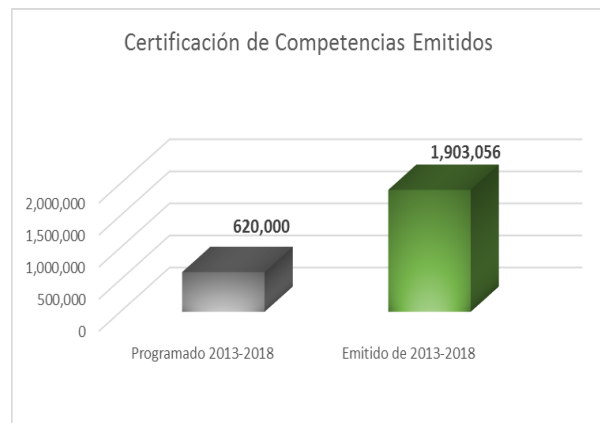 Certificación de Competencias Emitidos
1,903,056
620,000
2,000,000
1,500,000
1,000,000
500,000
0
Programado 2013-2018
Emitido de 2013-2018